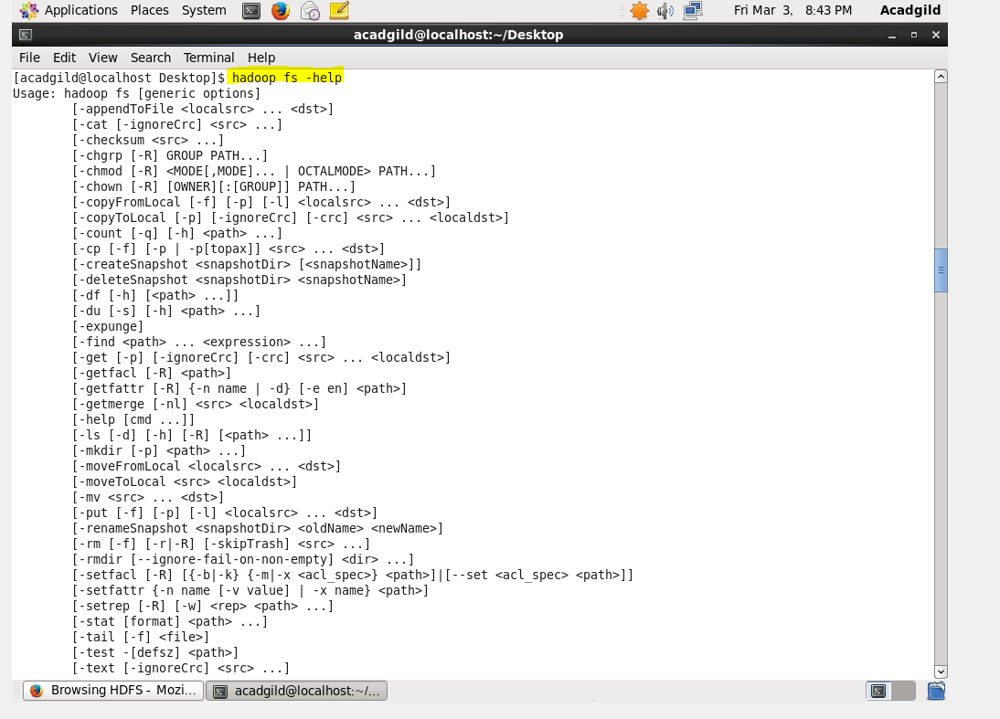 Applications Places System Fri Mar 3, 8:43 PM Acadgild
acadgild@localhost:~/Desktop
File Edit View Search Terminal Help
[acadgild@localhost Desktop]$ hadoop fs -help
Usage: hadoop fs [generic options]
[-appendToFile <localsrc> ... <dst>]
[-cat [-ignoreCrc] <src> ...]
[-checksum <src> ...]
[-chgrp [-R] GROUP PATH...]
[-chmod [-R] <MODE[,MODE]... | OCTALMODE> PATH...]
[-chown [-R] [OWNER][:[GROUP]] PATH...]
[-copyFromLocal [-f] [-p] [-l] <localsrc> ... <dst>]
[-copyToLocal [-p] [-ignoreCrc] [-crc] <src> ... <localdst>]
[-count [-q] [-h] <path> ...]
[-cp [-f] [-p | -p[topax]] <src> ... <dst>]
[-createSnapshot <snapshotDir> [<snapshotName>]]
[-deleteSnapshot <snapshotDir> <snapshotName>]
[-df [-h] [<path> ...]]
[-du [-s] [-h] <path> ...]
[-expunge]
[-find <path> ... <expression> ...]
[-get [-p] [-ignoreCrc] [-crc] <src> ... <localdst>]
[-getfacl [-R] <path>]
[-getfattr [-R] {-n name | -d} [-e en] <path>]
[-getmerge [-nl] <src> <localdst>]
[-help [cmd ...]]
[-ls [-d] [-h] [-R] [<path> ...]]
[-mkdir [-p] <path> ...]
[-moveFromLocal <localsrc> ... <dst>]
[-moveToLocal <src> <localdst>]
[-mv <src> ... <dst>]
[-put [-f] [-p] [-l] <localsrc> ... <dst>]
[-renameSnapshot <snapshotDir> <oldName> <newName>]
[-rm [-f] [-r|-R] [-skipTrash] <src> ...]
[-rmdir [--ignore-fail-on-non-empty] <dir> ...]
[-setfacl [-R] [{-b|-k} {-m|-x <acl_spec>} <path>]|[--set <acl_spec> <path>]]
[-setfattr {-n name [-v value] | -x name} <path>]
[-setrep [-R] [-w] <rep> <path> ...]
[-stat [format] <path> ...]
[-tail [-f] <file>]
[-test -[defsz] <path>]
[-text [-ignoreCrc] <src> ...]
Browsing HDFS - Mozi... acadgild@localhost:~/...